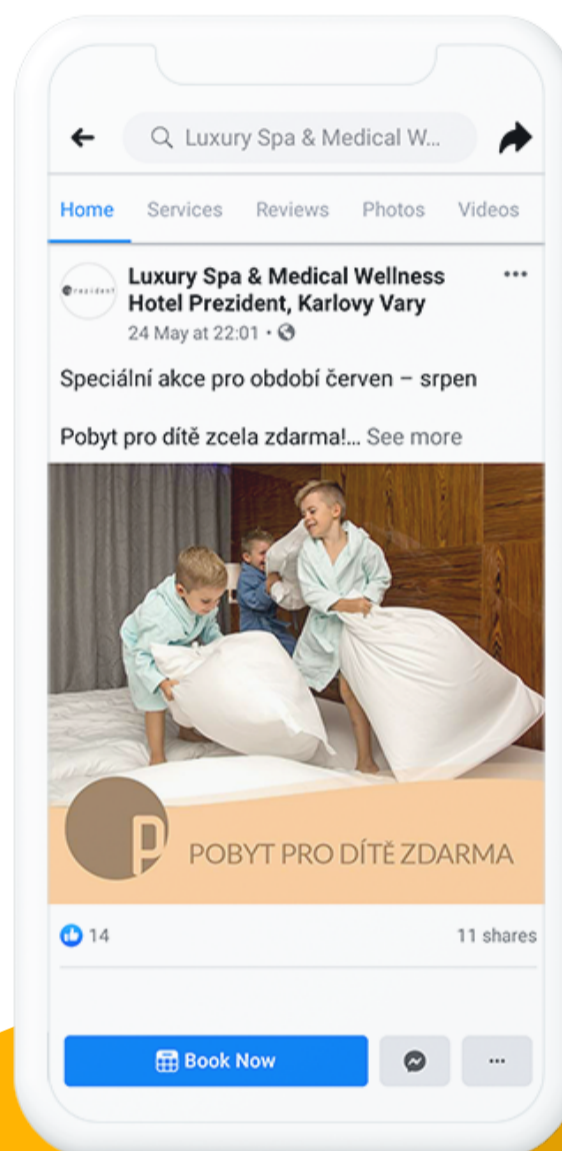 Luxury Spa & Medical W...
Home Services Reviews Photos Videos
Prezident
Luxury Spa & Medical Wellness
Hotel Prezident, Karlovy Vary
24 May at 22:01 •
Speciální akce pro období červen – srpen
Pobyt pro dítě zcela zdarma!... See more
P
POBYT PRO DÍTĚ ZDARMA
14 11 shares
Book Now